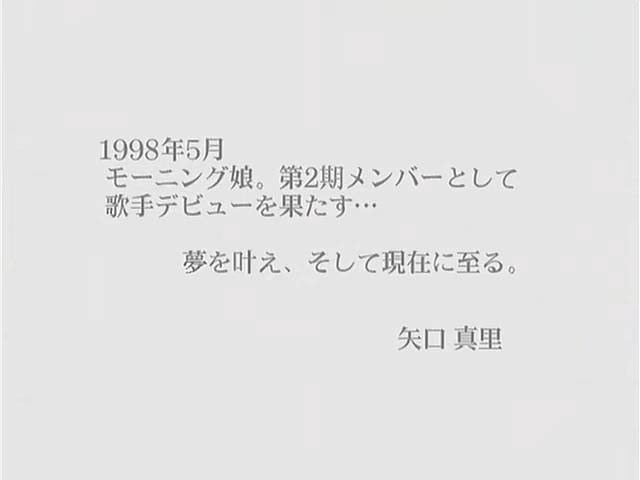 1998年5月
モーニング娘。第2期メンバーとして
歌手デビューを果たす…
夢を叶え、そして現在に至る。
矢口 真里